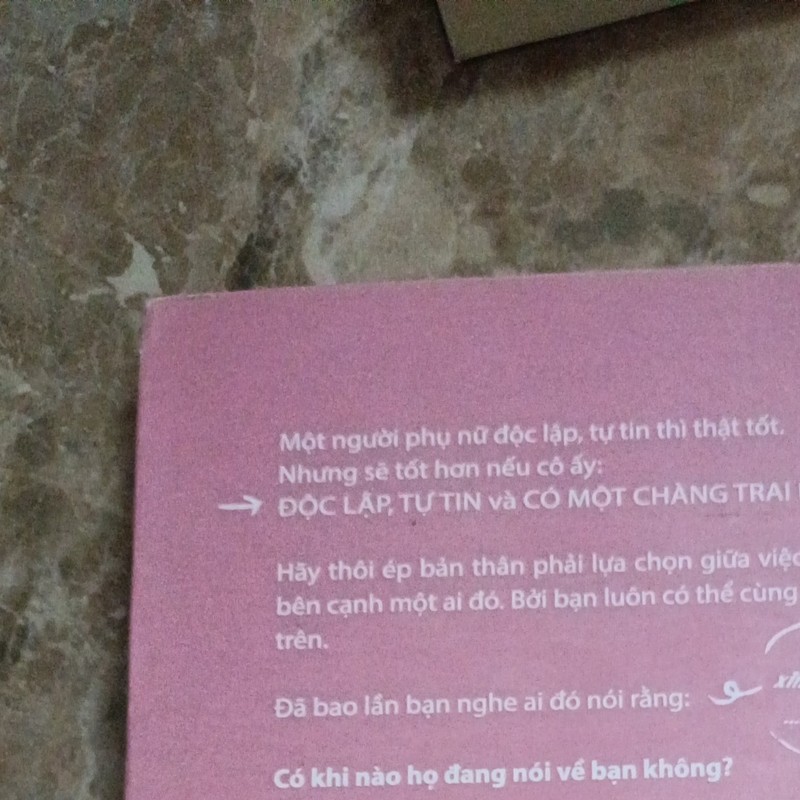 Một người phụ nữ độc lập, tự tin thì thật tốt.
Nhưng sẽ tốt hơn nếu cô ấy:
ĐỘC LẬP, TỰ TIN và CÓ MỘT CHÀNG TRAI
Hãy thôi ép bản thân phải lựa chọn giữa việc
bên cạnh một ai đó. Bởi bạn luôn có thể cùng
trên.
Đã bao lần bạn nghe ai đó nói rằng:
Có khi nào họ đang nói về bạn không?